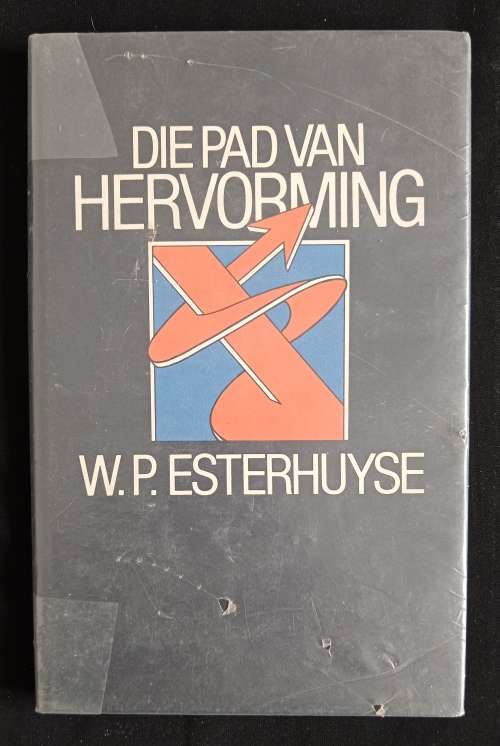 DIE PAD VAN
HERVORMING
W.P. ESTERHUYSE